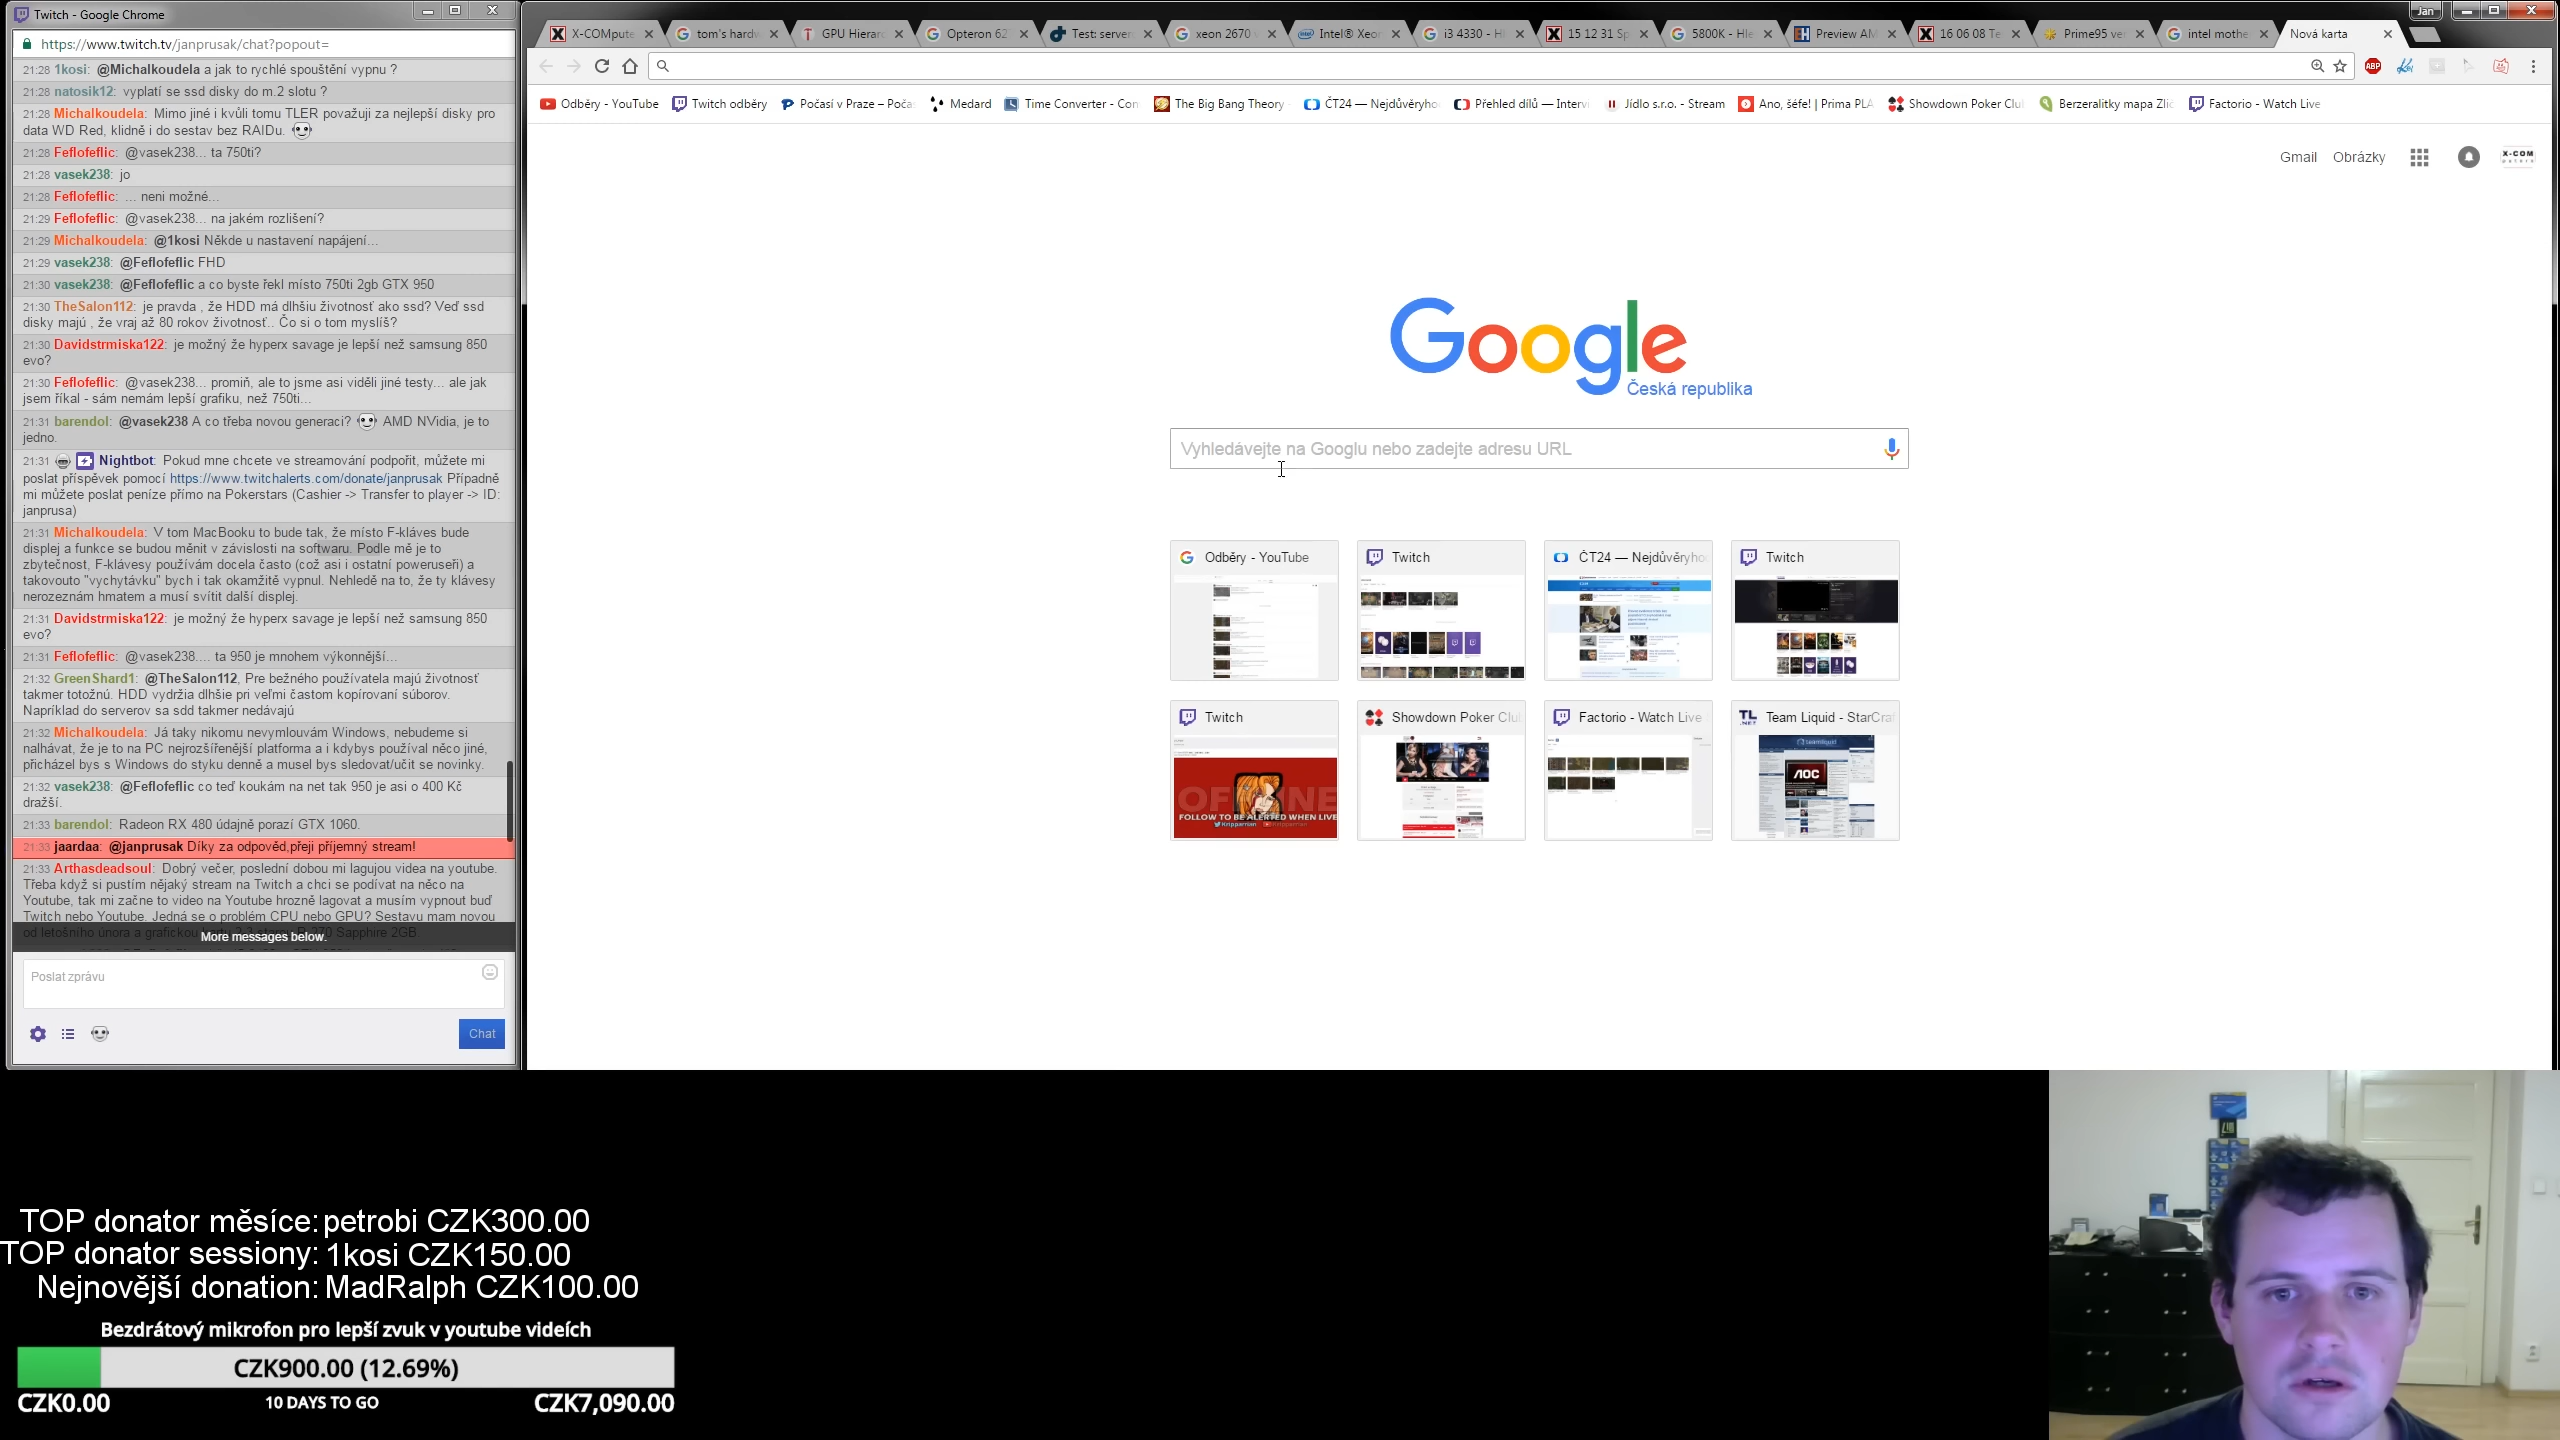 Twitch - Google Chrome
https://www.twitch.tv/janprusak/chat?popout=
21:28 1kosi: @Michalkoudela a jak to rychlé spouštění vypnu ?
21:28 natosik12: vyplatí se ssd disky do m.2 slotu ?
21:28 Michalkoudela: Mimo jiné i kvůli tomu TLER považuji za nejlepší disky pro
data WD Red, klidně i do sestav bez RAIDu.
21:28 Feflofeflic: @vasek238... ta 750ti?
21:28 vasek238: jo
21:28 Feflofeflic: ... neni možné...
21:29 Feflofeflic: @vasek238... na jakém rozlišení?
21:29 Michalkoudela: @1kosi Někde u nastavení napájení...
21:29 vasek238: @Feflofeflic FHD
21:30 vasek238: @Feflofeflic a co byste řekl místo 750ti 2gb GTX 950
21:30 TheSalon112: je pravda , že HDD má dlhšiu životnosť ako ssd? Veď ssd
disky majú , že vraj až 80 rokov životnosť.. Čo si o tom myslíš?
21:30 Davidstrmiska122: je možný že hyperx savage je lepší než samsung 850
evo?
21:30 Feflofeflic: @vasek238... promiň, ale to jsme asi viděli jiné testy... ale jak
jsem říkal - sám nemám lepší grafiku, než 750ti...
21:31 barendol: @vasek238 A co třeba novou generaci? AMD NVidia, je to
jedno.
21:31 Nightbot: Pokud mne chcete ve streamování podpořit, můžete mi
poslat příspěvek pomocí https://www.twitchalerts.com/donate/janprusak Případně
mi můžete poslat peníze přímo na Pokerstars (Cashier -> Transfer to player -> ID:
janprusa)
21:31 Michalkoudela: V tom MacBooku to bude tak, že místo F-kláves bude
displej a funkce se budou měnit v závislosti na softwaru. Podle mě je to
zbytečnost, F-klávesy používám docela často (což asi i ostatní poweruseři) a
takovouto "vychytávku" bych i tak okamžitě vypnul. Nehledě na to, že ty klávesy
nerozeznám hmatem a musí svítit další displej.
21:31 Davidstrmiska122: je možný že hyperx savage je lepší než samsung 850
evo?
21:31 Feflofeflic: @vasek238.... ta 950 je mnohem výkonnější...
21:32 GreenShard1: @TheSalon112, Pre bežného používatela majú životnosť
takmer totožnú. HDD vydržia dlhšie pri veľmi častom kopírovaní súborov.
Napríklad do serverov sa sdd takmer nedávajú
21:32 Michalkoudela: Já taky nikomu nevymlouvám Windows, nebudeme si
nalhávat, že je to na PC nejrozšířenější platforma a i kdybys používal něco jiné,
přicházel bys s Windows do styku denně a musel bys sledovat/učit se novinky.
21:32 vasek238: @Feflofeflic co teď koukám na net tak 950 je asi o 400 Kč
dražší.
21:33 barendol: Radeon RX 480 údajně porazí GTX 1060.
21:33 jaardaa: @janprusak Díky za odpověd,přeji příjemný stream!
21:33 Arthasdeadsoul: Dobrý večer, poslední dobou mi lagujou videa na youtube.
Třeba když si pustím nějaký stream na Twitch a chci se podívat na něco na
Youtube, tak mi začne to video na Youtube hrozně lagovat a musím vypnout buď
Twitch nebo Youtube. Jedná se o problém CPU nebo GPU? Sestavu mam novou
More messages below.
Poslat zprávu
Chat
X-COMpute
tom's hardw
GPU Hierarc
Opteron 62
Test: server
xeon 2670
Intel® Xeon
i3 4330 - H
15 12 31 Sp
5800K - Hle
Preview AM
16 06 08 Te
Prime95 ve
intel mothe
Nová karta
Jan
Odběry - YouTube
Twitch odběry
Počasí v Praze – Poča
Medard
Time Converter - Con
The Big Bang Theory
ČT24 — Nejdůvěryho
Přehled dílů — Interv
Jídlo s.r.o. - Stream
Ano, šéfe! | Prima PLA
Showdown Poker Clu
Berzeralitky mapa Zli
Factorio - Watch Live
Gmail
Obrázky
X-COM
Google
Česká republika
Vyhledávejte na Googlu nebo zadejte adresu URL
Odběry - YouTube
Twitch
ČT24 — Nejdůvěryho
Twitch
Twitch
Showdown Poker Clu
Factorio - Watch Live
Team Liquid - StarCraf
FOLLOW TO BE ALERTED WHEN LIVE
AOC
TOP donator měsíce: petrobi CZK300.00
TOP donator sessiony: 1kosi CZK150.00
Nejnovější donation: MadRalph CZK100.00
Bezdrátový mikrofon pro lepší zvuk v youtube videích
CZK900.00 (12.69%)
CZK0.00
10 DAYS TO GO
CZK7,090.00